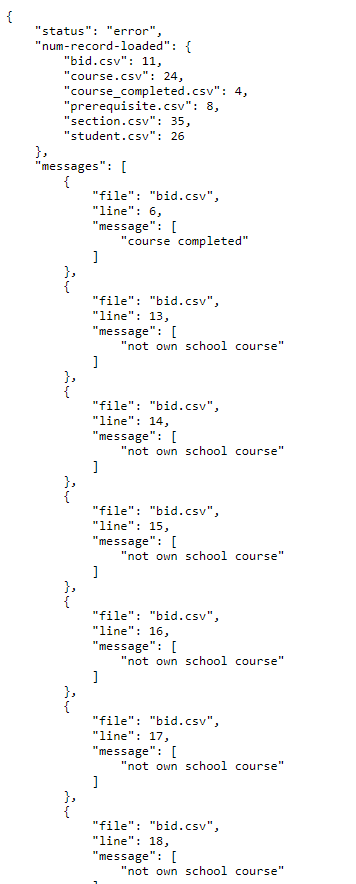 {
    "status": "error",
    "num-record-loaded": {
        "bid.csv": 11,
        "course.csv": 24,
        "course_completed.csv": 4,
        "prerequisite.csv": 8,
        "section.csv": 35,
        "student.csv": 26
    },
    "messages": [
        {
            "file": "bid.csv",
            "line": 6,
            "message": [
                "course completed"
            ]
        },
        {
            "file": "bid.csv",
            "line": 13,
            "message": [
                "not own school course"
            ]
        },
        {
            "file": "bid.csv",
            "line": 14,
            "message": [
                "not own school course"
            ]
        },
        {
            "file": "bid.csv",
            "line": 15,
            "message": [
                "not own school course"
            ]
        },
        {
            "file": "bid.csv",
            "line": 16,
            "message": [
                "not own school course"
            ]
        },
        {
            "file": "bid.csv",
            "line": 17,
            "message": [
                "not own school course"
            ]
        },
        {
            "file": "bid.csv",
            "line": 18,
            "message": [
                "not own school course"